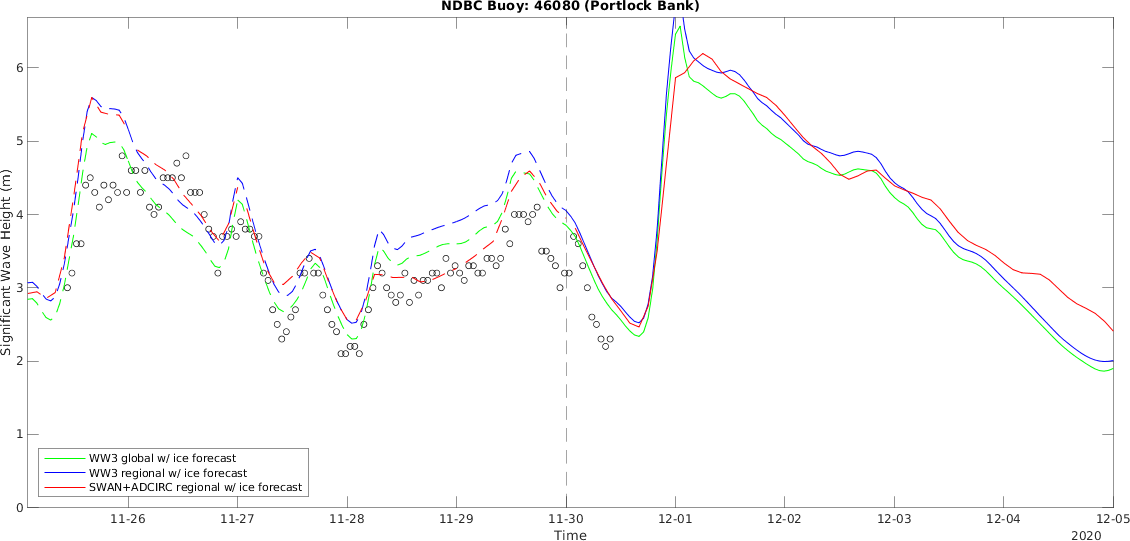 NDBC Buoy: 46080 (Portlock Bank)
Significant Wave Height (m)
6
5
4
3
2
1
0
WW3 global w/ ice forecast
WW3 regional w/ ice forecast
SWAN+ADCIRC regional w/ ice forecast
11-26 11-27 11-28 11-29 11-30 12-01 12-02 12-03 12-04 12-05
Time
2020